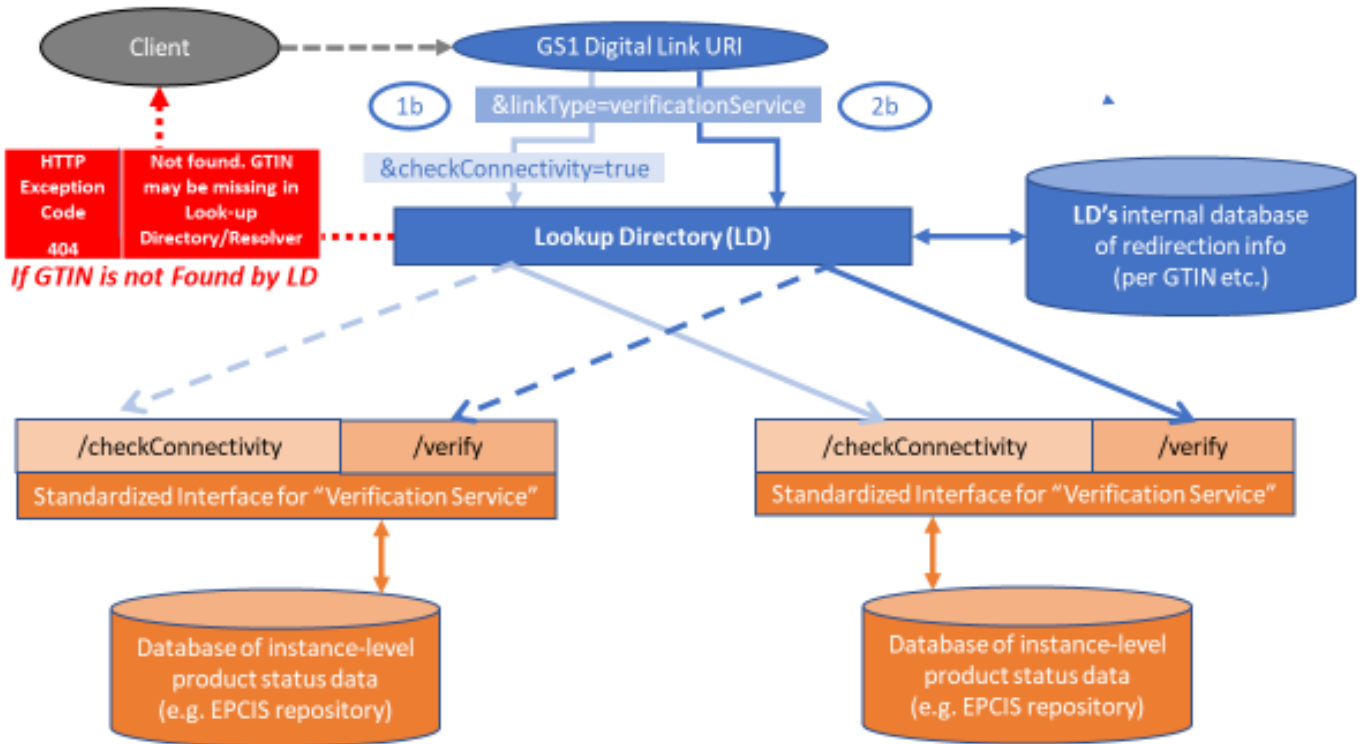 Client
GS1 Digital Link URI
1b
&linkType=verificationService
2b
&checkConnectivity=true
HTTP
Exception
Code
404
Not found. GTIN
may be missing in
Look-up
Directory/Resolver
If GTIN is not Found by LD
Lookup Directory (LD)
LD's internal database
of redirection info
(per GTIN etc.)
/checkConnectivity
/verify
Standardized Interface for “Verification Service”
Database of instance-level
product status data
(e.g. EPCIS repository)
/checkConnectivity
/verify
Standardized Interface for “Verification Service”
Database of instance-level
product status data
(e.g. EPCIS repository)